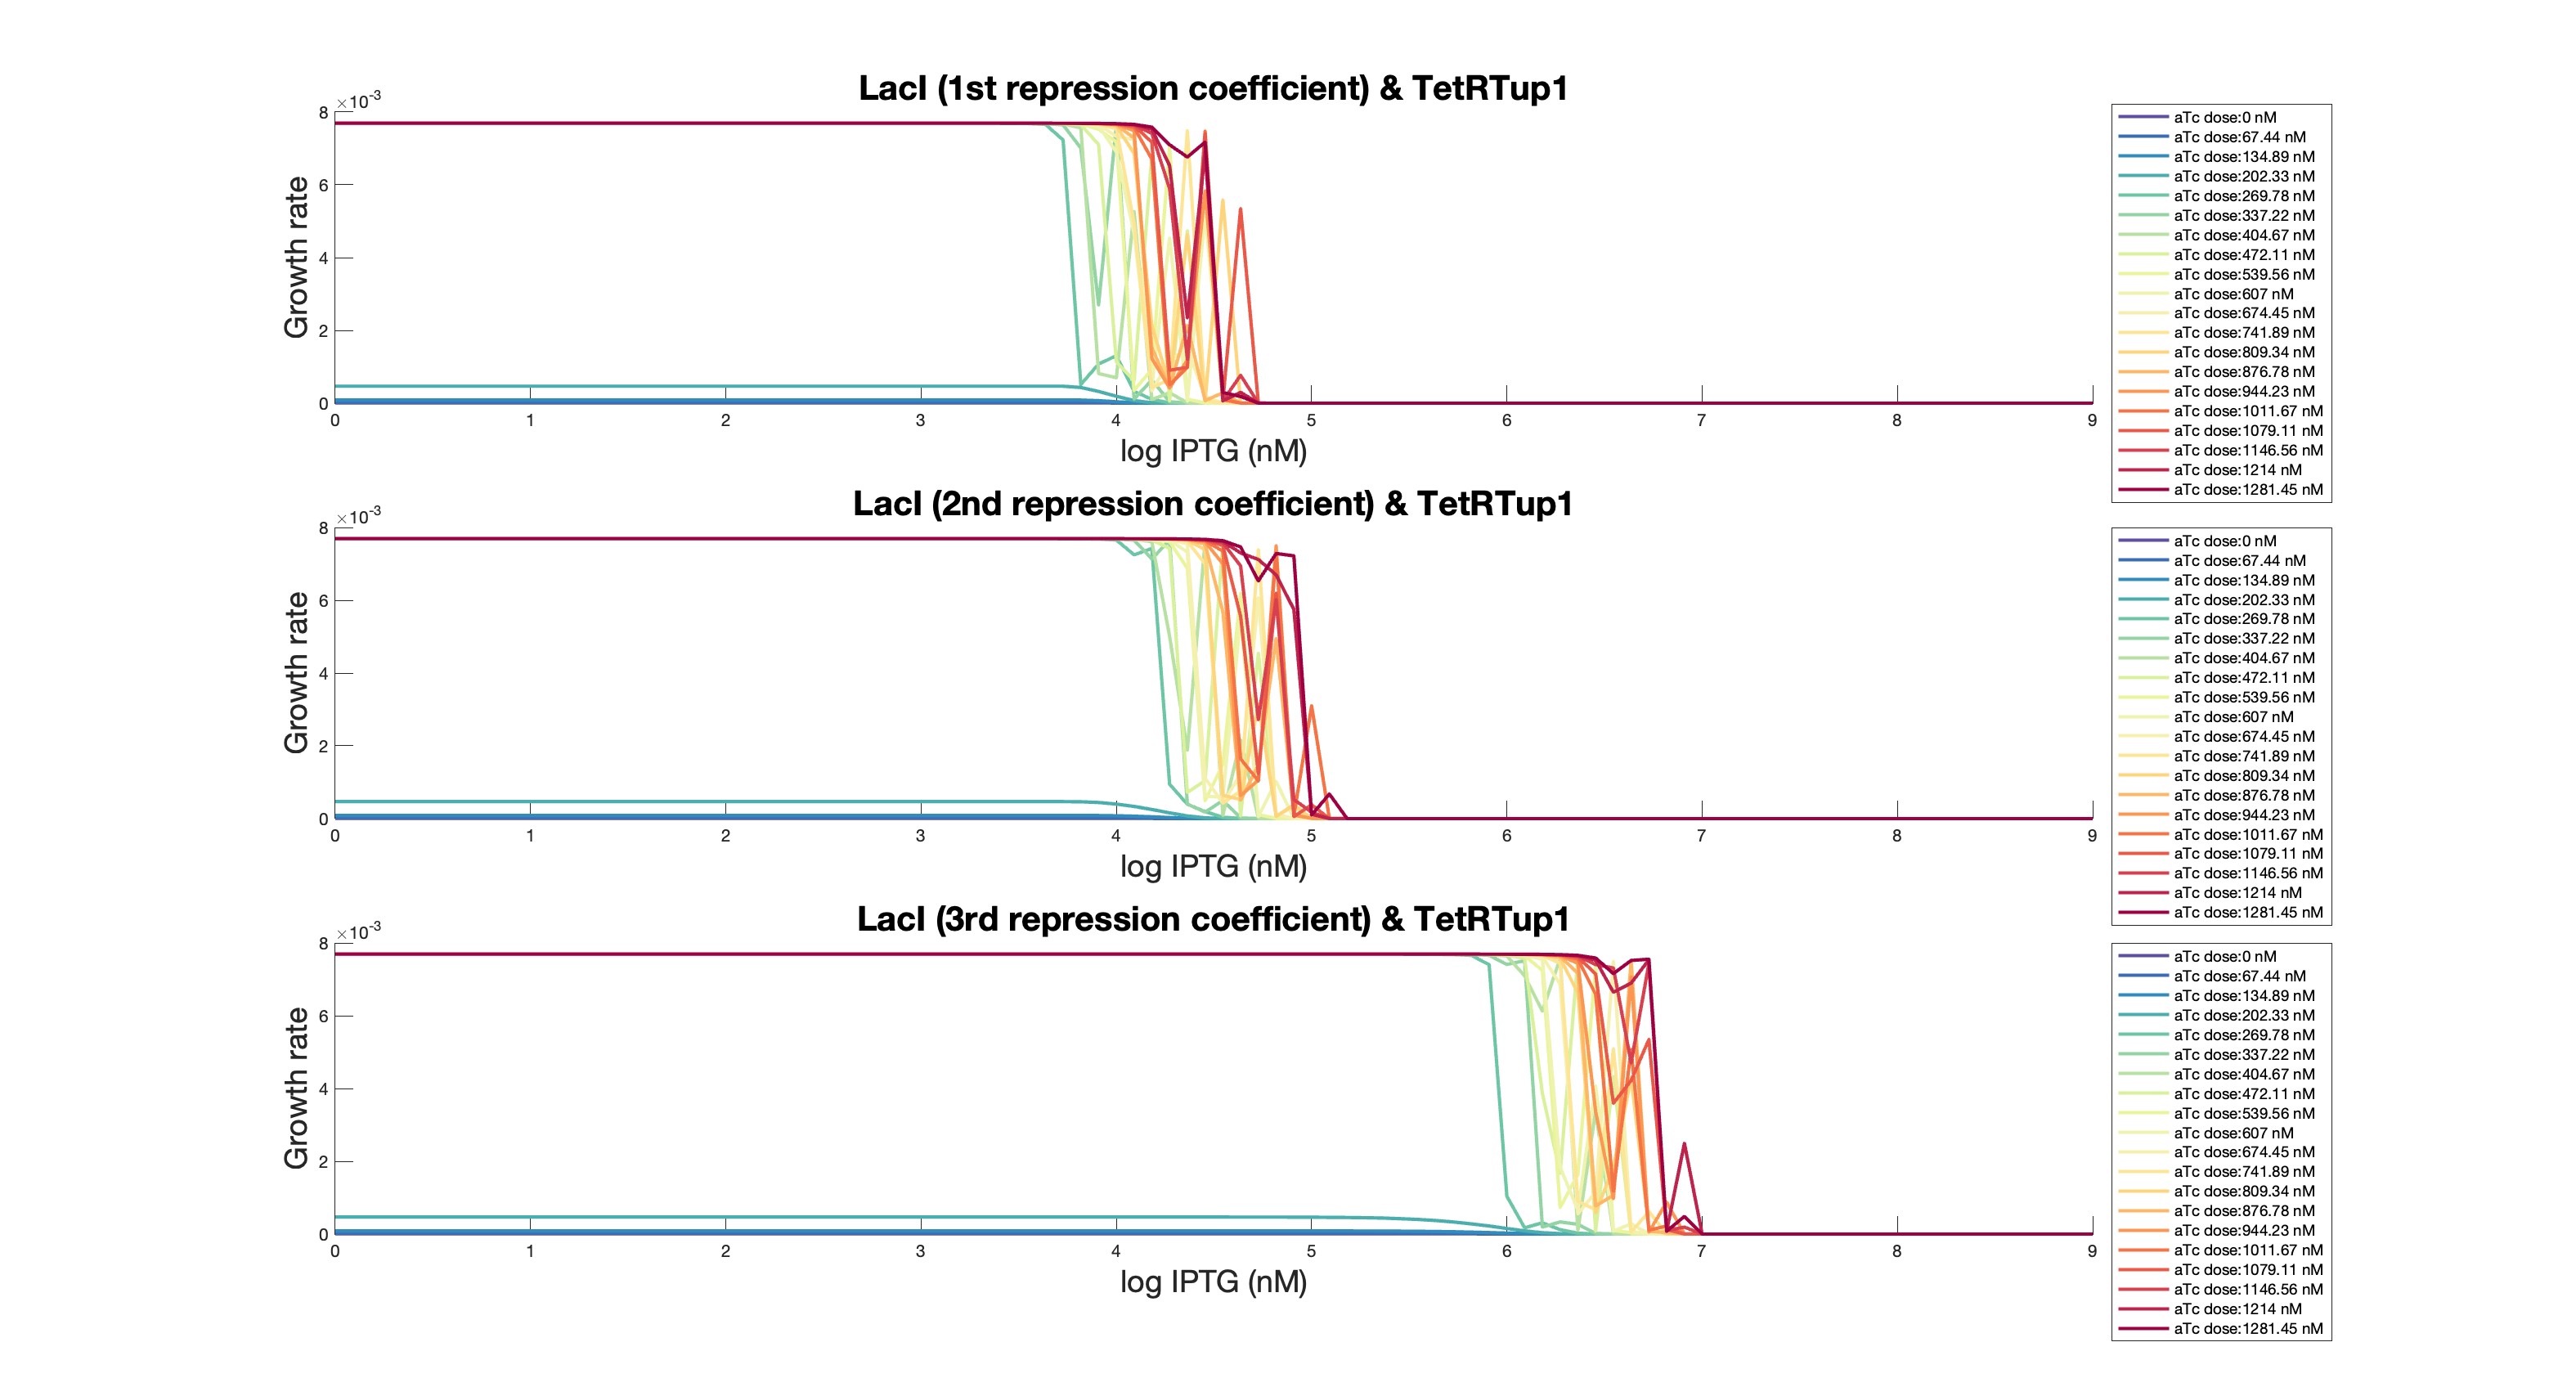 LacI (1st repression coefficient) & TetRTup1
×10-3
8
6
4
2
0
Growth rate
0 1 2 3 4 5 6 7 8 9
log IPTG (nM)
aTc dose:0 nM
aTc dose:67.44 nM
aTc dose:134.89 nM
aTc dose:202.33 nM
aTc dose:269.78 nM
aTc dose:337.22 nM
aTc dose:404.67 nM
aTc dose:472.11 nM
aTc dose:539.56 nM
aTc dose:607 nM
aTc dose:674.45 nM
aTc dose:741.89 nM
aTc dose:809.34 nM
aTc dose:876.78 nM
aTc dose:944.23 nM
aTc dose:1011.67 nM
aTc dose:1079.11 nM
aTc dose:1146.56 nM
aTc dose:1214 nM
aTc dose:1281.45 nM
LacI (2nd repression coefficient) & TetRTup1
×10-3
8
6
4
2
0
Growth rate
0 1 2 3 4 5 6 7 8 9
log IPTG (nM)
aTc dose:0 nM
aTc dose:67.44 nM
aTc dose:134.89 nM
aTc dose:202.33 nM
aTc dose:269.78 nM
aTc dose:337.22 nM
aTc dose:404.67 nM
aTc dose:472.11 nM
aTc dose:539.56 nM
aTc dose:607 nM
aTc dose:674.45 nM
aTc dose:741.89 nM
aTc dose:809.34 nM
aTc dose:876.78 nM
aTc dose:944.23 nM
aTc dose:1011.67 nM
aTc dose:1079.11 nM
aTc dose:1146.56 nM
aTc dose:1214 nM
aTc dose:1281.45 nM
LacI (3rd repression coefficient) & TetRTup1
×10-3
8
6
4
2
0
Growth rate
0 1 2 3 4 5 6 7 8 9
log IPTG (nM)
aTc dose:0 nM
aTc dose:67.44 nM
aTc dose:134.89 nM
aTc dose:202.33 nM
aTc dose:269.78 nM
aTc dose:337.22 nM
aTc dose:404.67 nM
aTc dose:472.11 nM
aTc dose:539.56 nM
aTc dose:607 nM
aTc dose:674.45 nM
aTc dose:741.89 nM
aTc dose:809.34 nM
aTc dose:876.78 nM
aTc dose:944.23 nM
aTc dose:1011.67 nM
aTc dose:1079.11 nM
aTc dose:1146.56 nM
aTc dose:1214 nM
aTc dose:1281.45 nM